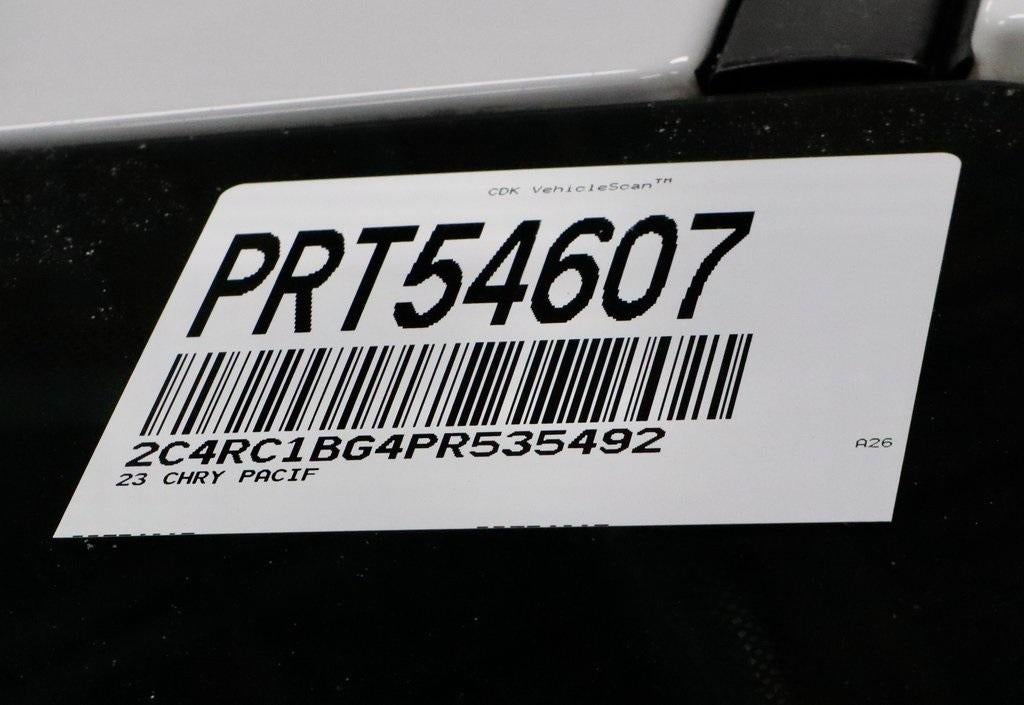 CDK VehicleScan™
PRT54607
2C4RC1BG4PR535492
23 CHRY PACIF
A26